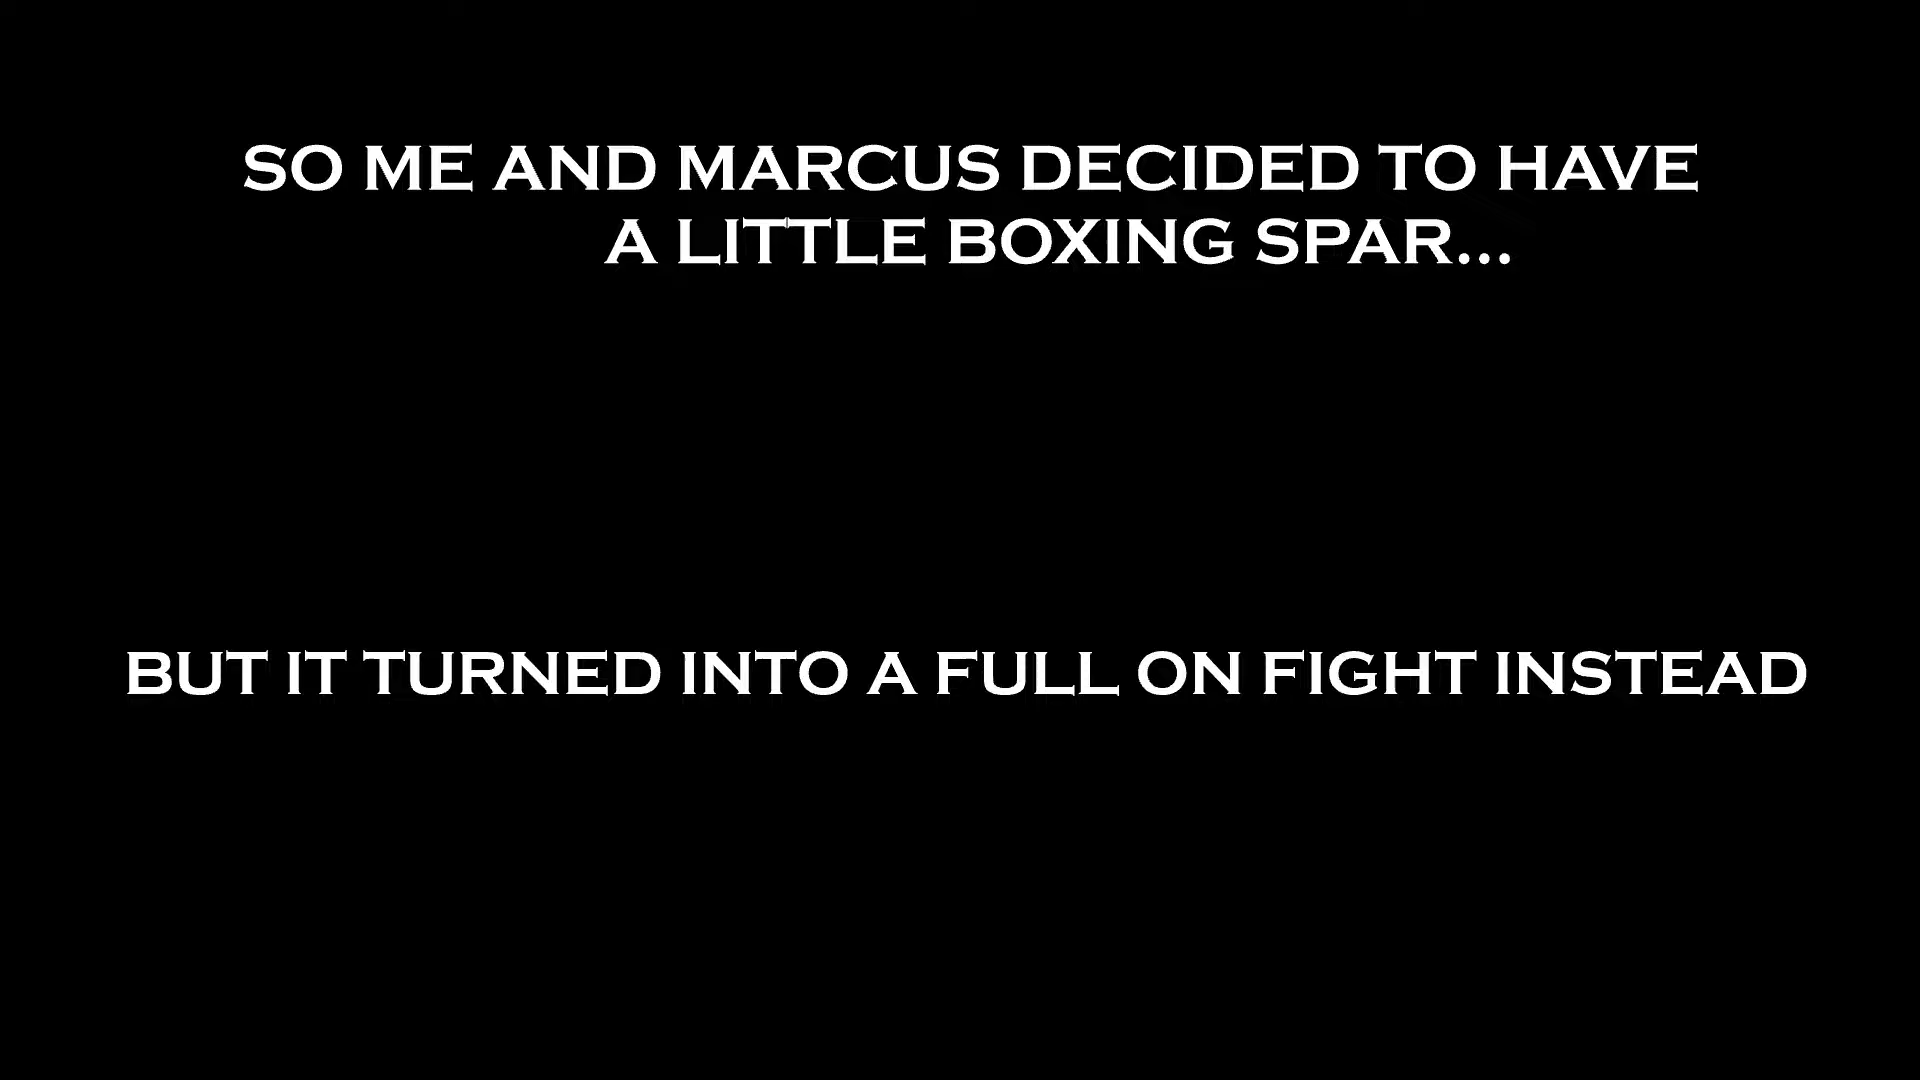 SO ME AND MARCUS DECIDED TO HAVE
A LITTLE BOXING SPAR...
BUT IT TURNED INTO A FULL ON FIGHT INSTEAD